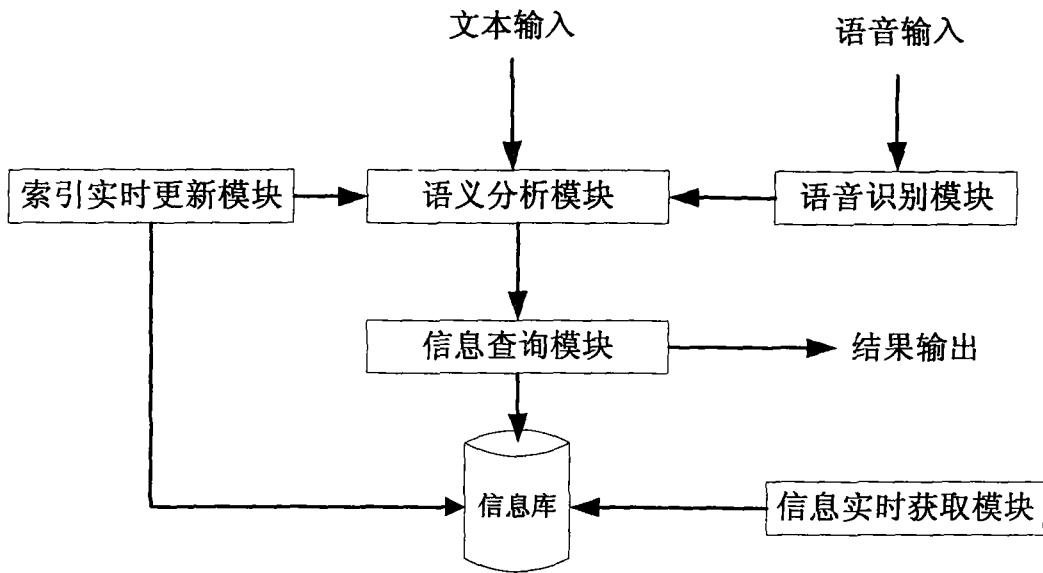 文本输入
语音输入
索引实时更新模块
语义分析模块
语音识别模块
信息查询模块
结果输出
信息库
信息实时获取模块